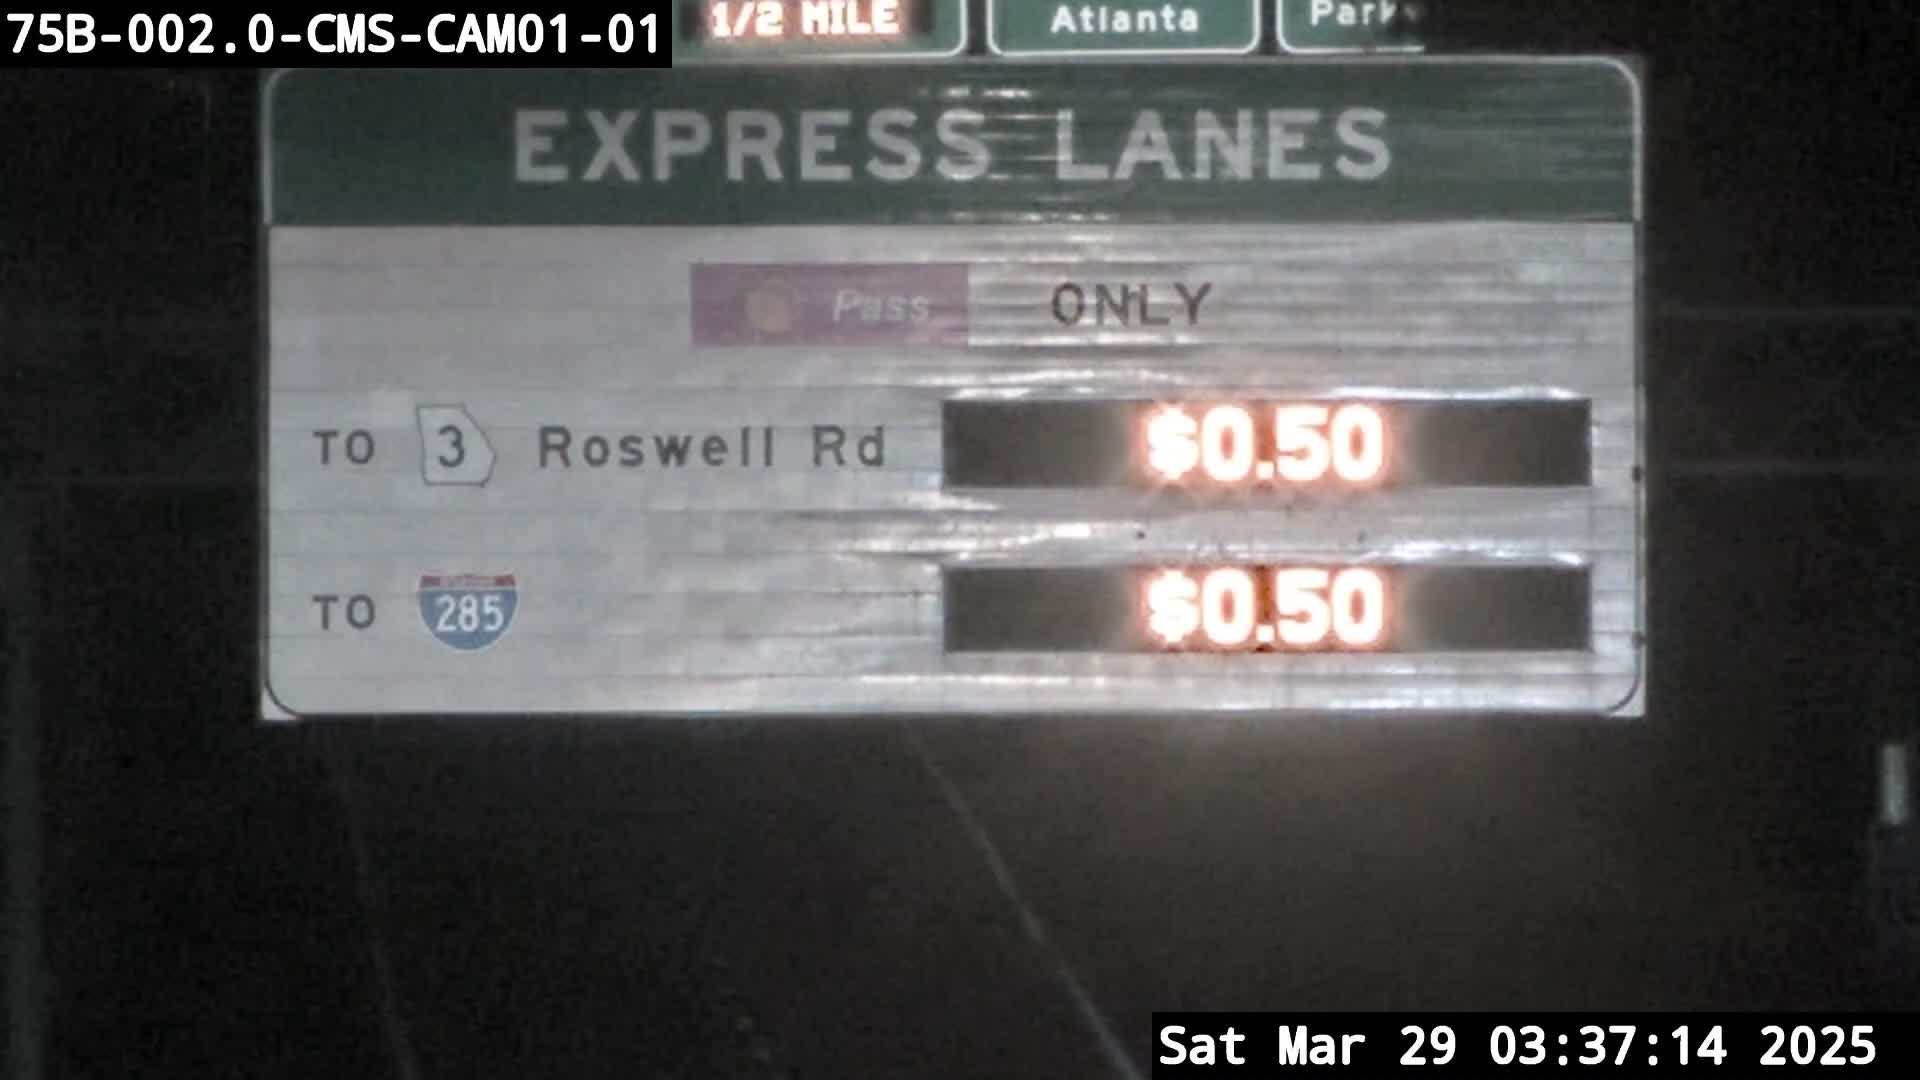 75B-002.0-CMS-CAM01-01
1/2 MILE
Atlanta
EXPRESS LANES
Pass ONLY
TO 3 Roswell Rd $0.50
TO 285 $0.50
Sat Mar 29 03:37:14 2025